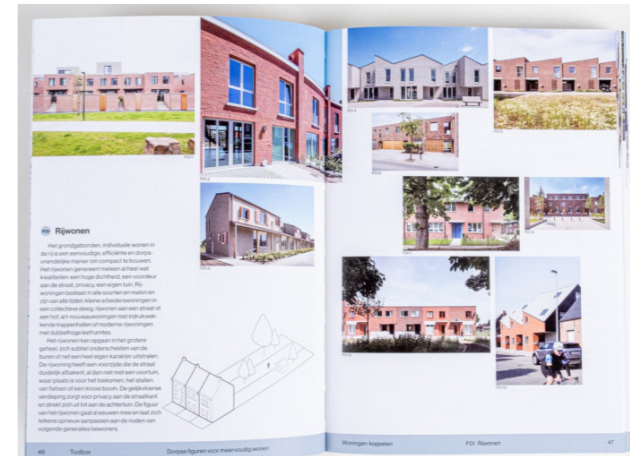 Rijwonen
Het grondgebonden, individuele wonen in
de rij is een eenvoudige, efficiënte en dorps-
vriendelijke manier om compact te bouwen.
Het rijwonen genereert meteen al heel wat
kwaliteiten: een hoge dichtheid, een voordeur
aan de straat, privacy, een eigen tuin. Rij-
woningen bestaan in alle soorten en maten en
zijn van alle tijden: kleine arbeiderswoningen in
een collectieve steeg, rijwonen aan een straat of
een hof, art-nouveauwoningen met indrukwek-
kende trappenhallen of moderne rijwoningen
met dubbelhoge leefruimtes.
Het rijwonen kan opgaan in het grotere
geheel, zich subtiel onderscheiden van de
buren of net een heel eigen karakter uitstralen.
De rijwoning heeft een voorzijde die de straat
duidelijk afbakent, al dan niet met een voortuin,
waar plaats is voor het toekomen, het stallen
van fietsen of een mooie boom. De gelijkvloerse
verdieping zorgt voor privacy aan de straatkant
en strekt zich uit tot aan de achtertuin. De figuur
van het rijwonen gaat al eeuwen mee en laat zich
telkens opnieuw aanpassen aan de noden van
volgende generaties bewoners.
46 Toolbox Dorpse figuren voor meervoudig wonen
Woningen koppelen F01 Rijwonen 47